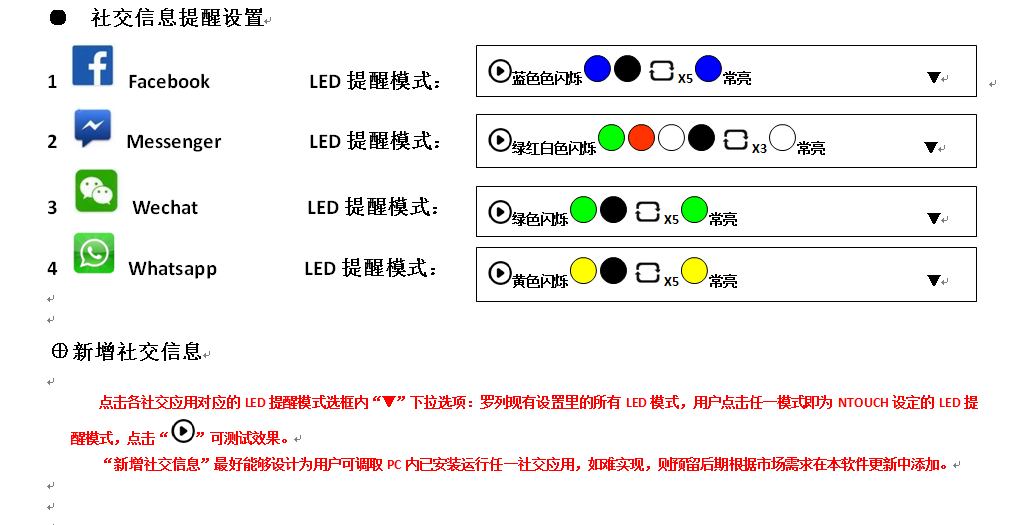 ● 社交信息提醒设置
1 Facebook LED 提醒模式： 蓝色色闪烁 X5 常亮 ▼
2 Messenger LED 提醒模式： 绿红白色闪烁 X3 常亮 ▼
3 Wechat LED 提醒模式： 绿色闪烁 X5 常亮 ▼
4 Whatsapp LED 提醒模式： 黄色闪烁 X5 常亮 ▼
⊕新增社交信息
点击各社交应用对应的 LED 提醒模式选框内“▼”下拉选项：罗列现有设置里的所有 LED 模式，用户点击任一模式即为 NTOUCH 设定的 LED 提
醒模式，点击“ ”可测试效果。
“新增社交信息”最好能够设计为用户可调取 PC 内已安装运行任一社交应用，如难实现，则预留后期根据市场需求在本软件更新中添加。